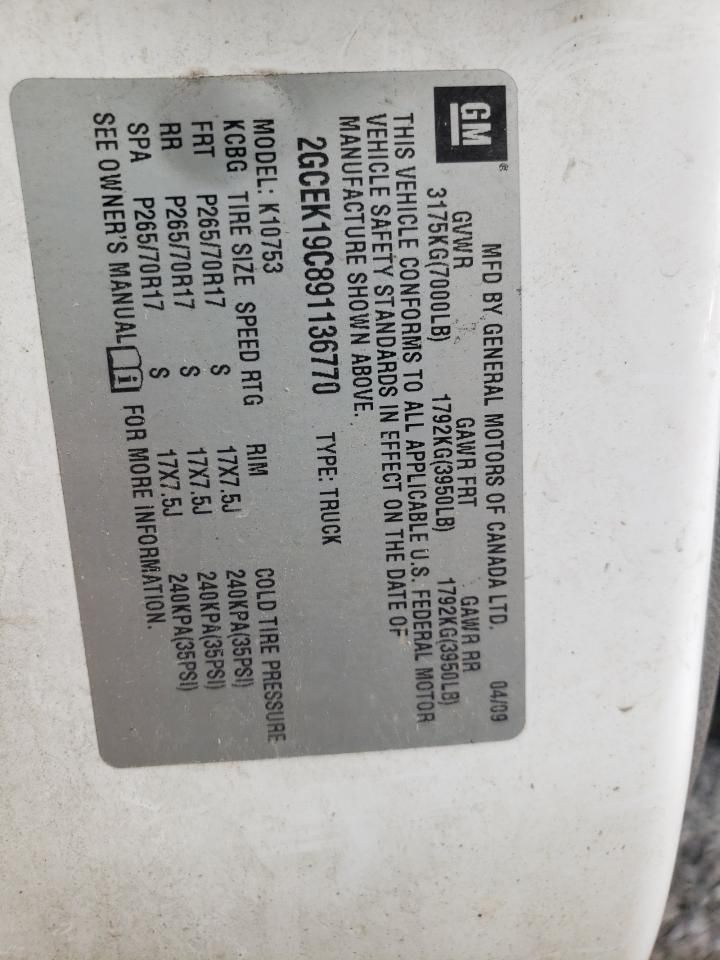 GM ®
MFD BY GENERAL MOTORS OF CANADA LTD. 04/09
GVWR GAWR FRT GAWR RR
3175KG(7000LB) 1792KG(3950LB) 1792KG(3950LB)
THIS VEHICLE CONFORMS TO ALL APPLICABLE U.S. FEDERAL MOTOR
VEHICLE SAFETY STANDARDS IN EFFECT ON THE DATE OF
MANUFACTURE SHOWN ABOVE.
2GCEK19C891136770 TYPE: TRUCK
MODEL: K10753
KCBG TIRE SIZE SPEED RTG RIM COLD TIRE PRESSURE
FRT P265/70R17 S 17X7.5J 240KPA(35PSI)
RR P265/70R17 S 17X7.5J 240KPA(35PSI)
SPA P265/70R17 S 17X7.5J 240KPA(35PSI)
SEE OWNER'S MANUAL FOR MORE INFORMATION.